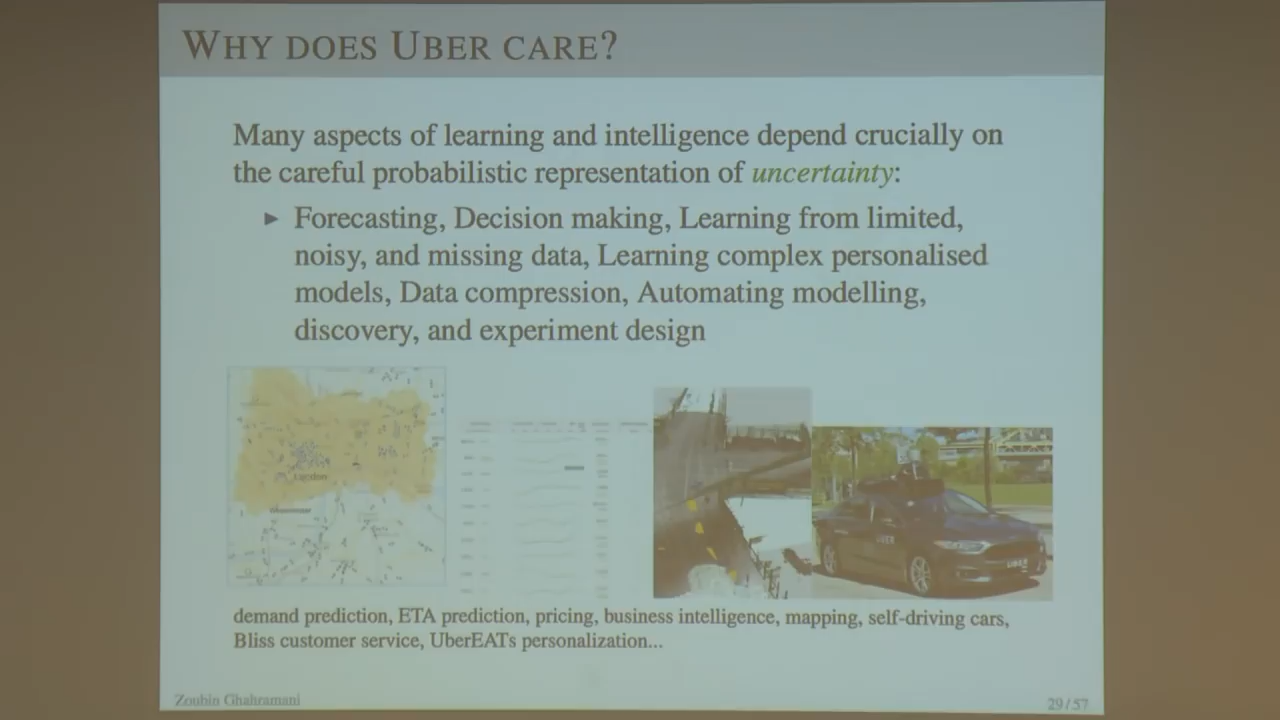 WHY DOES UBER CARE?
Many aspects of learning and intelligence depend crucially on
the careful probabilistic representation of uncertainty:
▶ Forecasting, Decision making, Learning from limited,
noisy, and missing data, Learning complex personalised
models, Data compression, Automating modelling,
discovery, and experiment design
London
UBER
demand prediction, ETA prediction, pricing, business intelligence, mapping, self-driving cars,
Bliss customer service, UberEATs personalization...
Zoubin Ghahramani
29 / 57